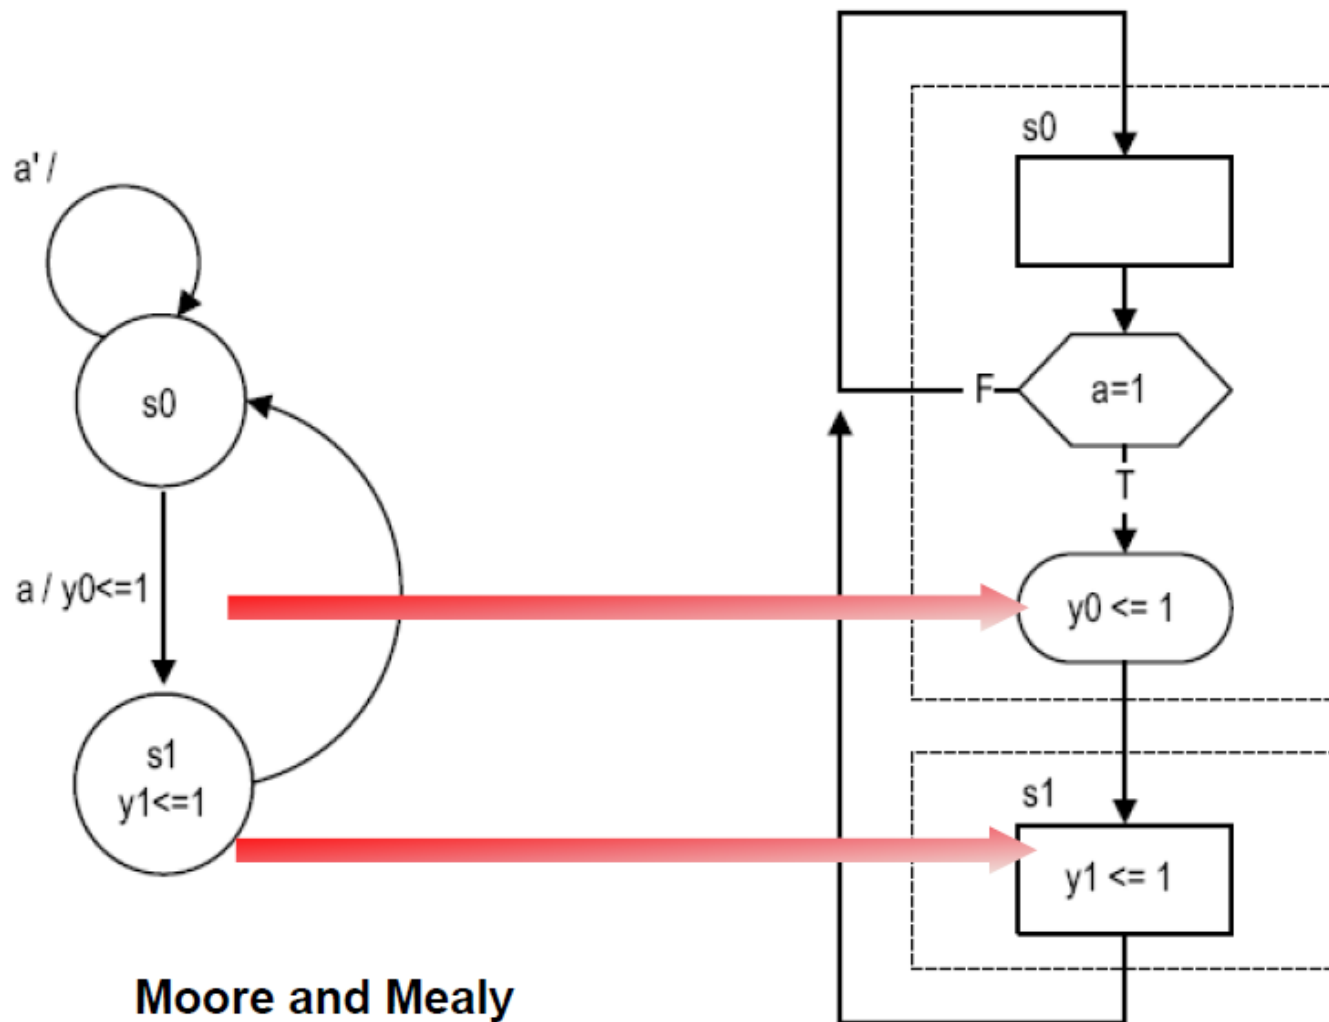 a' /
s0
a / y0<=1
s1
y1<=1
Moore and Mealy
s0
a=1
F
T
y0 <= 1
s1
y1 <= 1